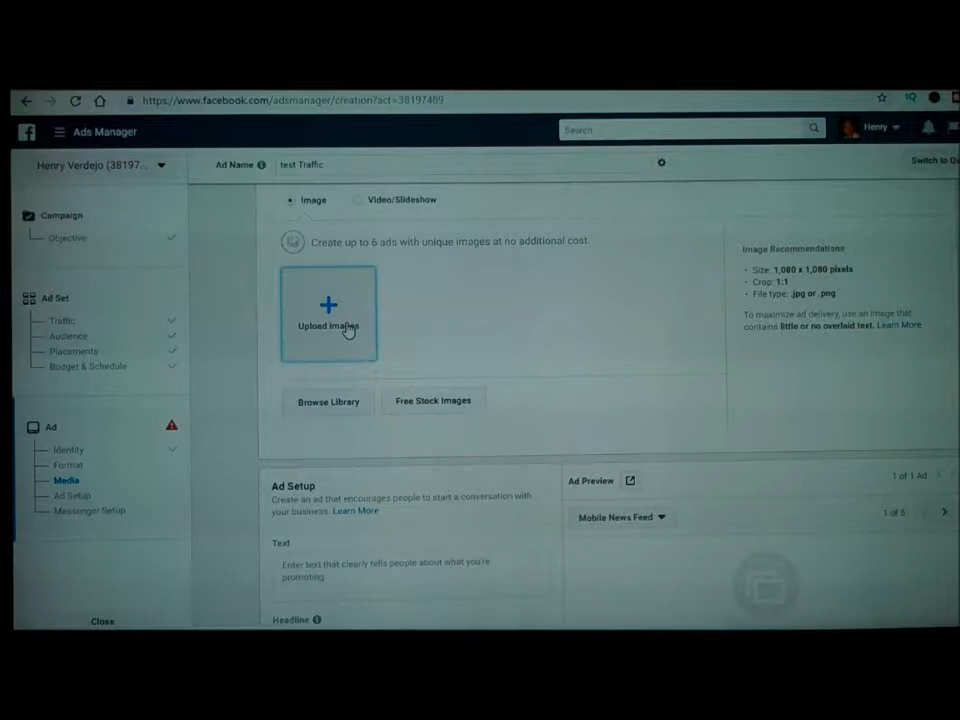 https://www.facebook.com/adsmanager/creation?act=38197469
Ads Manager
Search
Henry
Henry Verdejo (38197...
Ad Name
test Traffic
Switch to
Campaign
Objective
Ad Set
Traffic
Audience
Placements
Budget & Schedule
Ad
Identity
Format
Media
Ad Setup
Messenger Setup
Close
Image
Video/Slideshow
Create up to 6 ads with unique images at no additional cost.
Upload Images
Browse Library
Free Stock Images
Image Recommendations
• Size: 1,080 x 1,080 pixels
• Crop: 1:1
• File type: .jpg or .png
To maximize ad delivery, use an image that
contains little or no overlaid text. Learn More
Ad Setup
Create an ad that encourages people to start a conversation with
your business. Learn More
Text
Enter text that clearly tells people about what you're
promoting
Headline
Ad Preview
1 of 1 Ad
Mobile News Feed
1 of 5